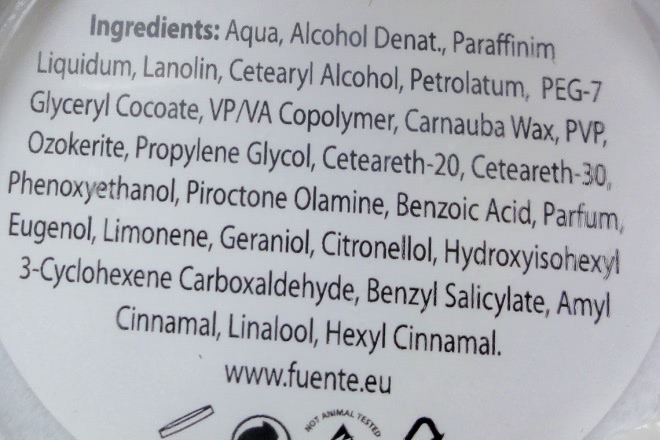 Ingredients: Aqua, Alcohol Denat., Paraffinim
Liquidum, Lanolin, Cetearyl Alcohol, Petrolatum, PEG-7
Glyceryl Cocoate, VP/VA Copolymer, Carnauba Wax, PVP,
Ozokerite, Propylene Glycol, Ceteareth-20, Ceteareth-30,
Phenoxyethanol, Piroctone Olamine, Benzoic Acid, Parfum,
Eugenol, Limonene, Geraniol, Citronellol, Hydroxyisohexyl
3-Cyclohexene Carboxaldehyde, Benzyl Salicylate, Amyl
Cinnamal, Linalool, Hexyl Cinnamal.
www.fuente.eu
NOT ANIMAL TESTED